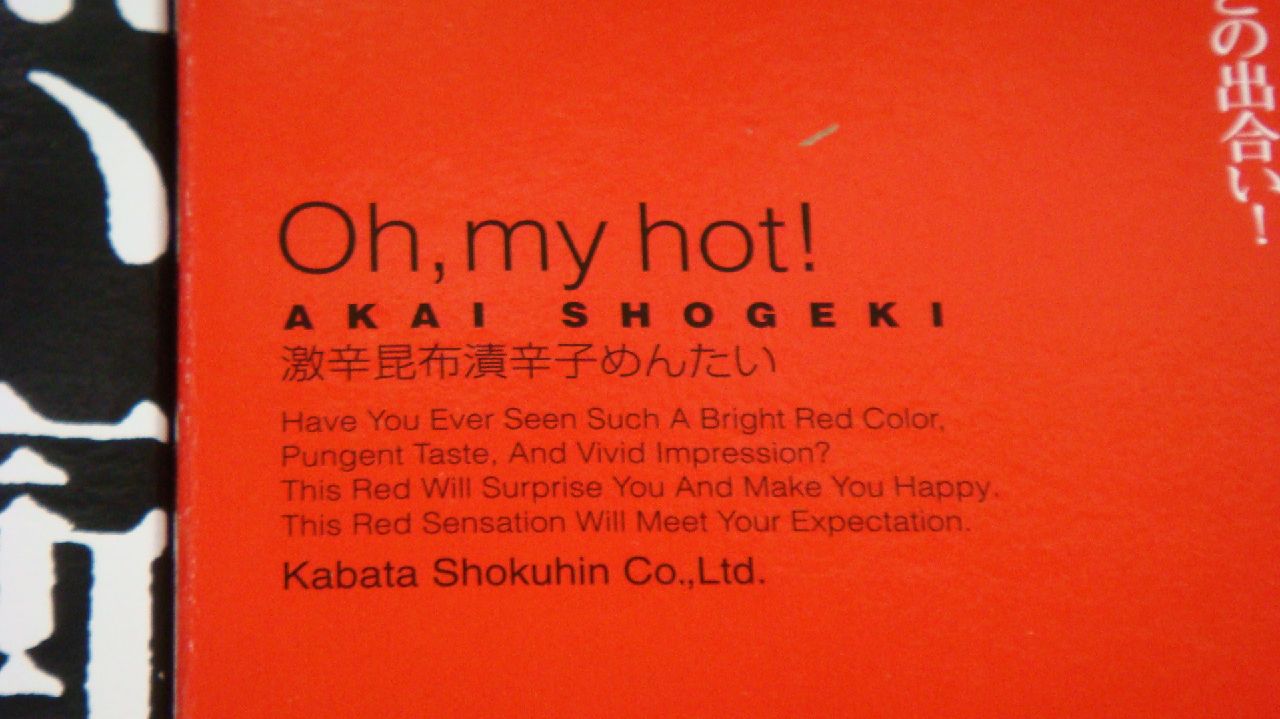 Oh, my hot!
AKAI SHOGEKI
激辛昆布漬辛子めんたい
Have You Ever Seen Such A Bright Red Color,
Pungent Taste, And Vivid Impression?
This Red Will Surprise You And Make You Happy.
This Red Sensation Will Meet Your Expectation.
Kabata Shokuhin Co.,Ltd.
の出合い！